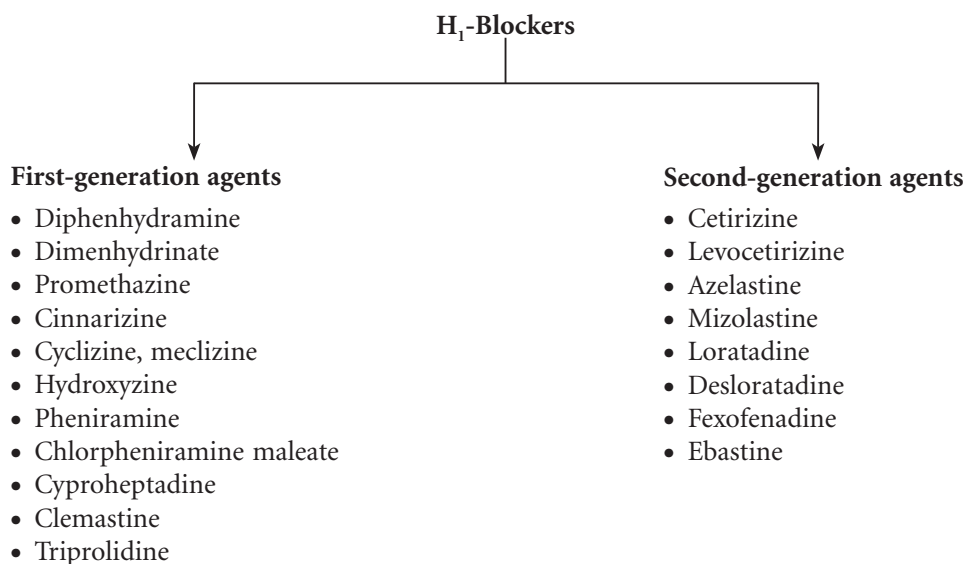 H₁-Blockers
First-generation agents
• Diphenhydramine
• Dimenhydrinate
• Promethazine
• Cinnarizine
• Cyclizine, meclizine
• Hydroxyzine
• Pheniramine
• Chlorpheniramine maleate
• Cyproheptadine
• Clemastine
• Triprolidine
Second-generation agents
• Cetirizine
• Levocetirizine
• Azelastine
• Mizolastine
• Loratadine
• Desloratadine
• Fexofenadine
• Ebastine